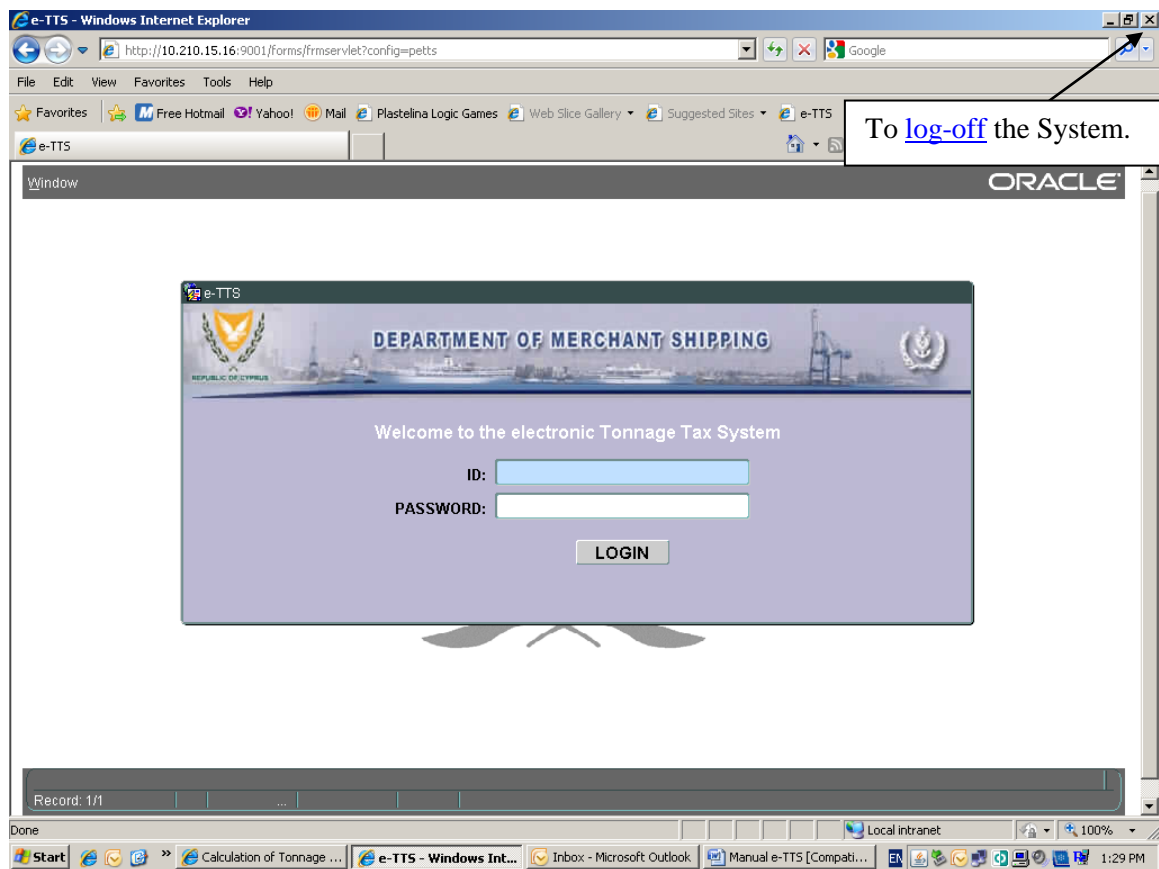 e-TTS - Windows Internet Explorer
http://10.210.15.16:9001/forms/frmservlet?config=petts
Google
File Edit View Favorites Tools Help
Favorites Free Hotmail Yahoo! Mail Plastelina Logic Games Web Slice Gallery Suggested Sites e-TTS
To log-off the System.
e-TTS
Window ORACLE
e-TTS
DEPARTMENT OF MERCHANT SHIPPING
REPUBLIC OF CYPRUS
Welcome to the electronic Tonnage Tax System
ID:
PASSWORD:
LOGIN
Record: 1/1 ...
Done Local intranet 100%
Start » Calculation of Tonnage ... e-TTS - Windows Int... Inbox - Microsoft Outlook Manual e-TTS [Compati... EN 1:29 PM